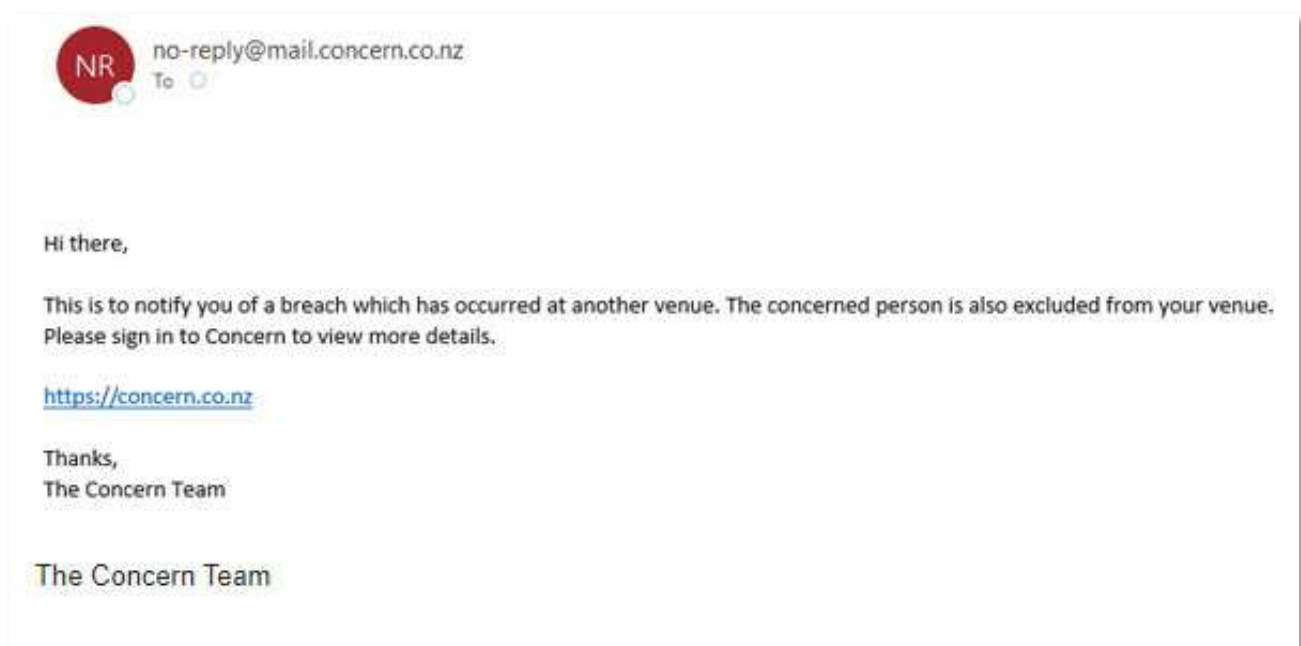 NR
no-reply@mail.concern.co.nz
To
Hi there,
This is to notify you of a breach which has occurred at another venue. The concerned person is also excluded from your venue.
Please sign in to Concern to view more details.
https://concern.co.nz
Thanks,
The Concern Team
The Concern Team